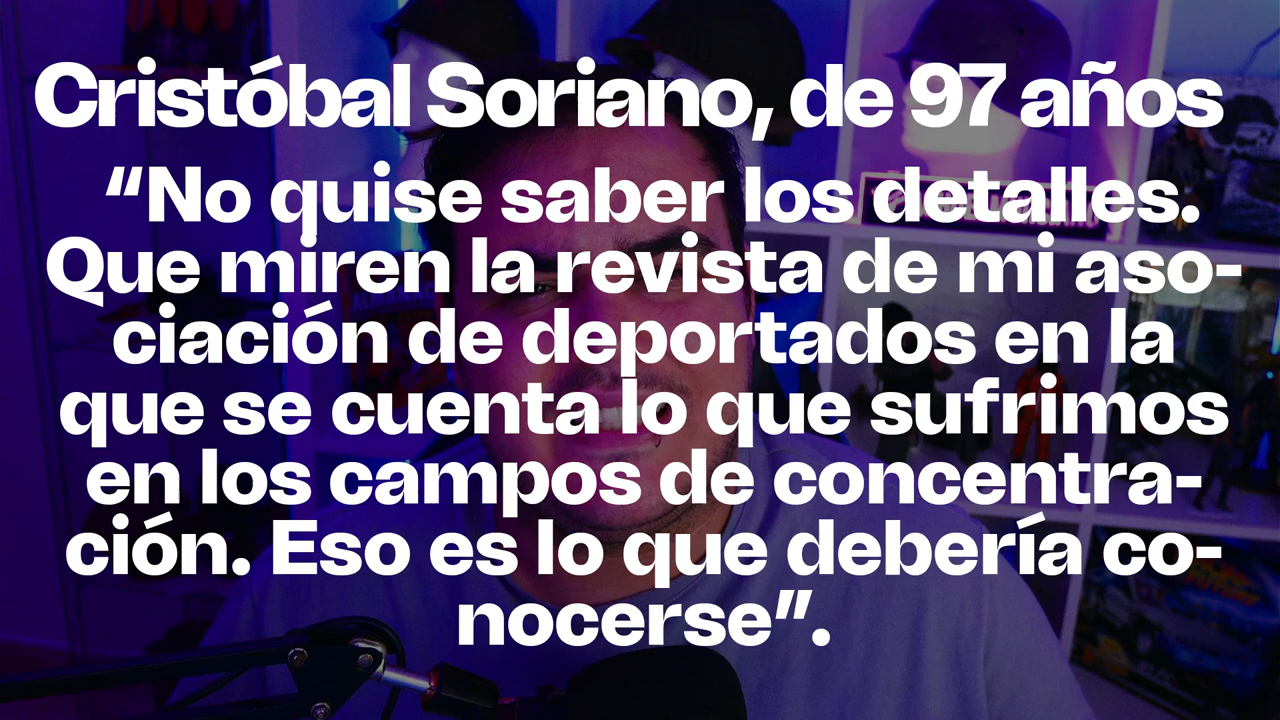 Cristóbal Soriano, de 97 años
“No quise saber los detalles.
Que miren la revista de mi aso-
ciación de deportados en la
que se cuenta lo que sufrimos
en los campos de concentra-
ción. Eso es lo que debería co-
nocerse”.